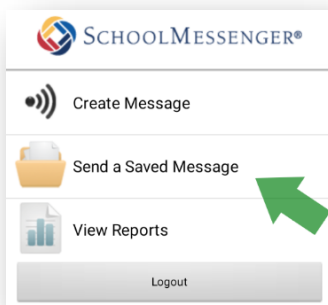 SCHOOLMESSENGER®
Create Message
Send a Saved Message
View Reports
Logout